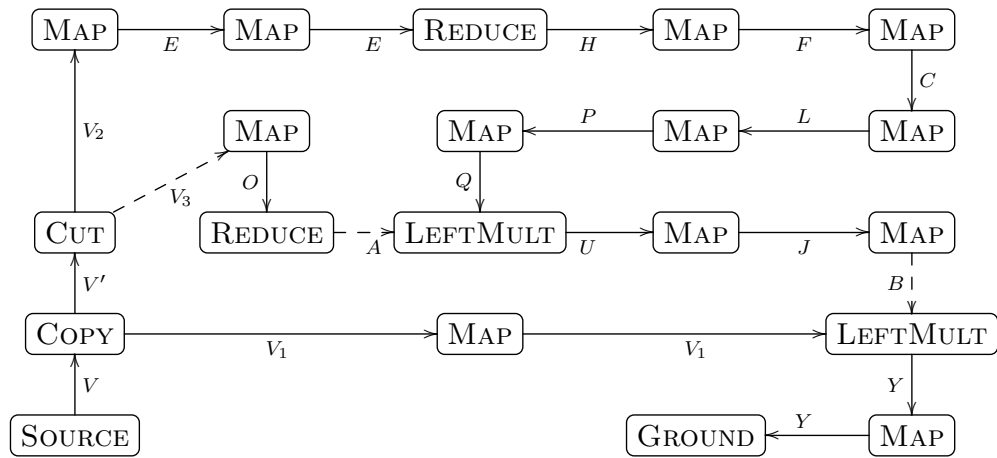 MAP MAP REDUCE MAP MAP
E E H F
C
V₂
MAP MAP MAP MAP
P L
V₃ O Q
CUT REDUCE LEFTMULT MAP MAP
A U J
V′ B
COPY MAP LEFTMULT
V₁ V₁
V Y
SOURCE GROUND MAP
Y